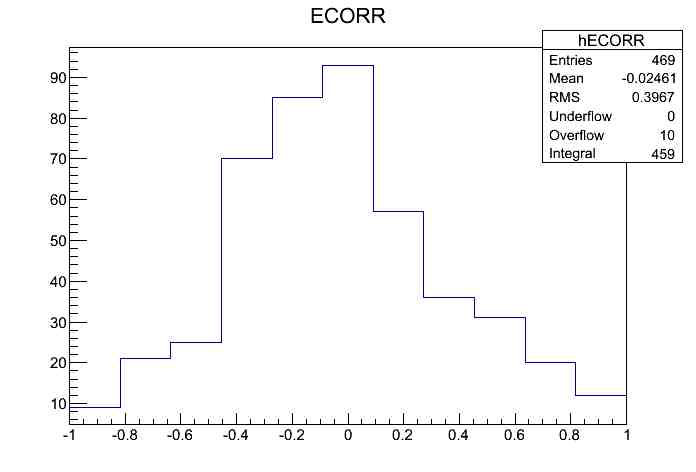 ECORR
hECORR
Entries 469
Mean -0.02461
RMS 0.3967
Underflow 0
Overflow 10
Integral 459
90
80
70
60
50
40
30
20
10
-1 -0.8 -0.6 -0.4 -0.2 0 0.2 0.4 0.6 0.8 1